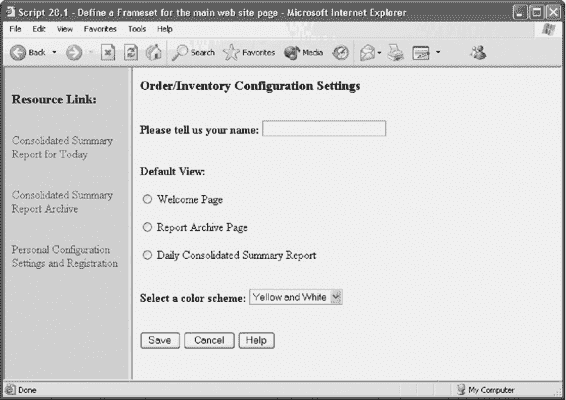 Script 28.1 - Define a Frameset for the main web site page - Microsoft Internet Explorer
File Edit View Favorites Tools Help
Back Search Favorites Media
Resource Link:
Consolidated Summary
Report for Today
Consolidated Summary
Report Archive
Personal Configuration
Settings and Registration
Order/Inventory Configuration Settings
Please tell us your name:
Default View:
Welcome Page
Report Archive Page
Daily Consolidated Summary Report
Select a color scheme: Yellow and White
Save Cancel Help
Done My Computer